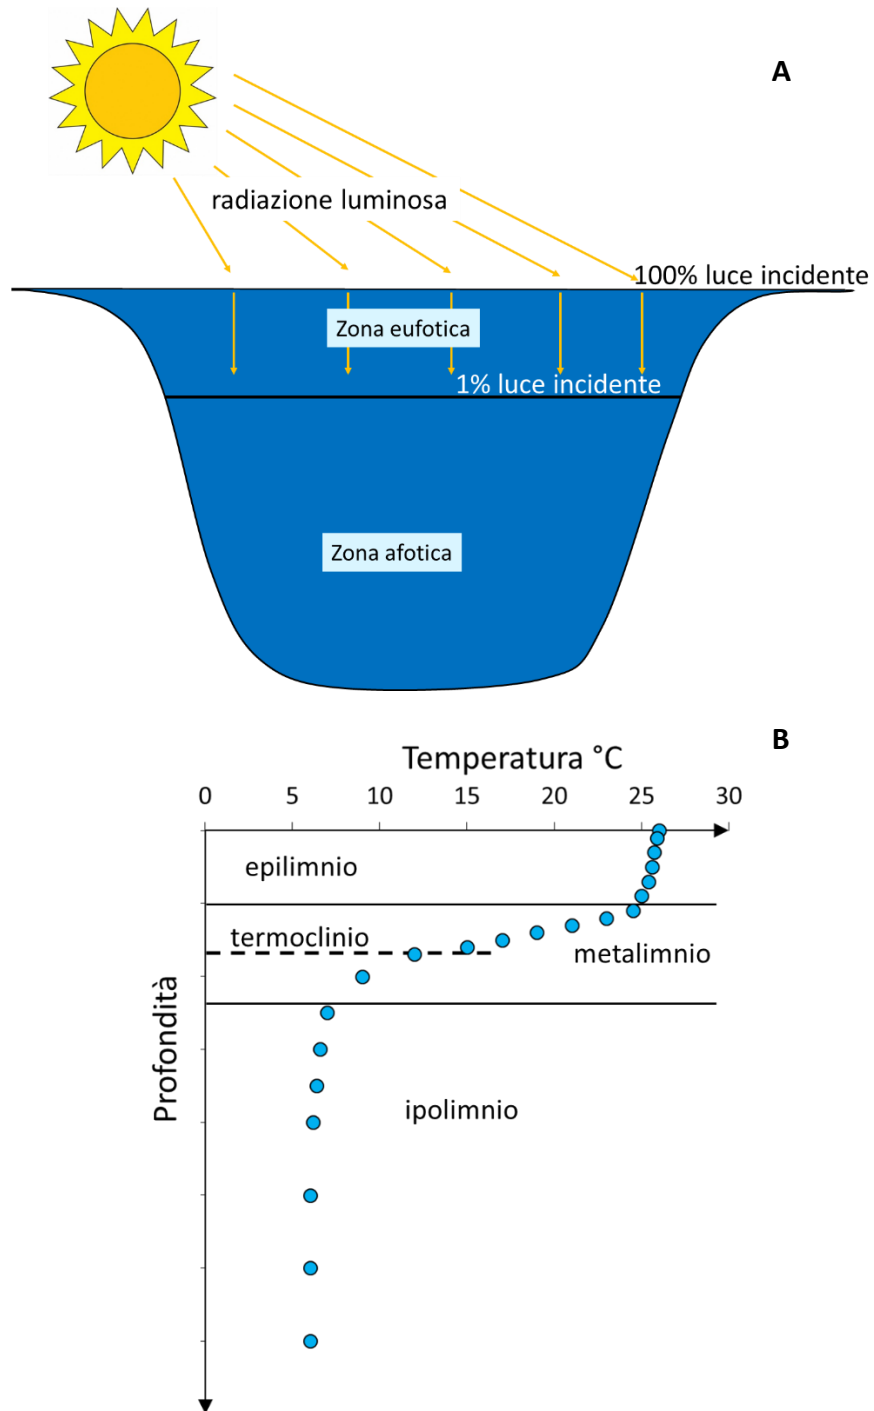 A
radiazione luminosa
100% luce incidente
Zona eufotica
1% luce incidente
Zona afotica
B
Temperatura °C
0 5 10 15 20 25 30
epilimnio
termoclinio
metalimnio
Profondità
ipolimnio